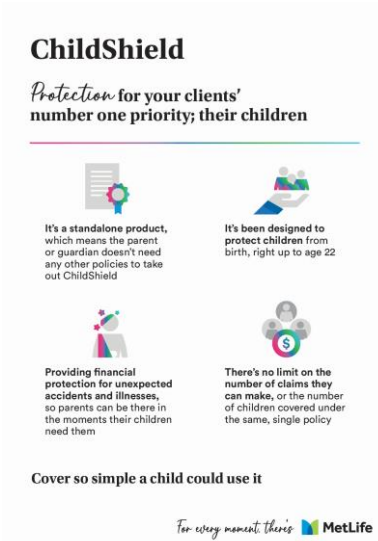 ChildShield
Protection for your clients'
number one priority; their children
It's a standalone product,
which means the parent
or guardian doesn't need
any other policies to take
out ChildShield
It's been designed to
protect children from
birth, right up to age 22
$
Providing financial
protection for unexpected
accidents and illnesses,
so parents can be there in
the moments their children
need them
There's no limit on the
number of claims they
can make, or the number
of children covered under
the same, single policy
Cover so simple a child could use it
For every moment, there's MetLife